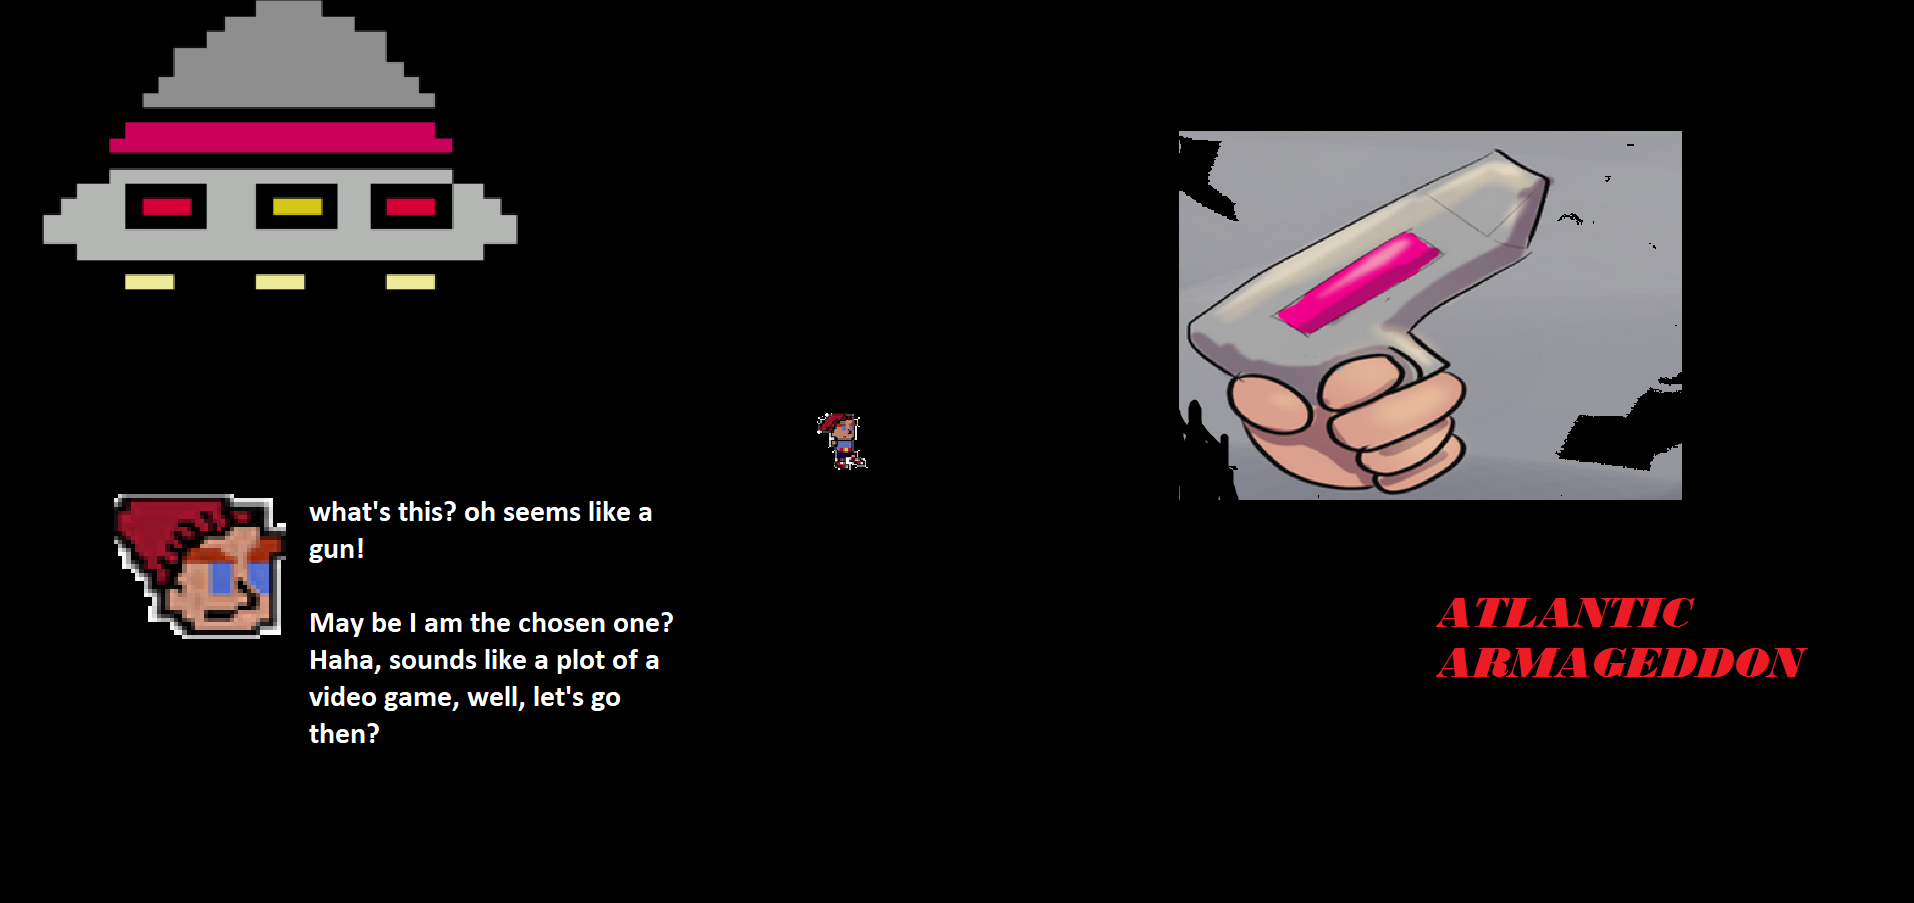 what's this? oh seems like a
gun!
May be I am the chosen one?
Haha, sounds like a plot of a
video game, well, let's go
then?
ATLANTIC
ARMAGEDDON